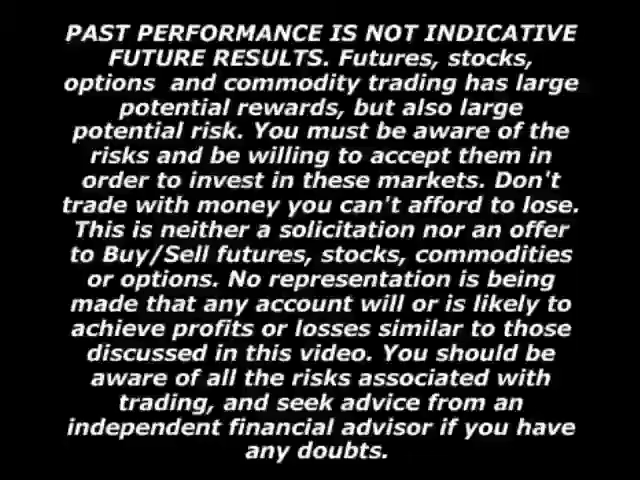 PAST PERFORMANCE IS NOT INDICATIVE
FUTURE RESULTS. Futures, stocks,
options and commodity trading has large
potential rewards, but also large
potential risk. You must be aware of the
risks and be willing to accept them in
order to invest in these markets. Don't
trade with money you can't afford to lose.
This is neither a solicitation nor an offer
to Buy/Sell futures, stocks, commodities
or options. No representation is being
made that any account will or is likely to
achieve profits or losses similar to those
discussed in this video. You should be
aware of all the risks associated with
trading, and seek advice from an
independent financial advisor if you have
any doubts.